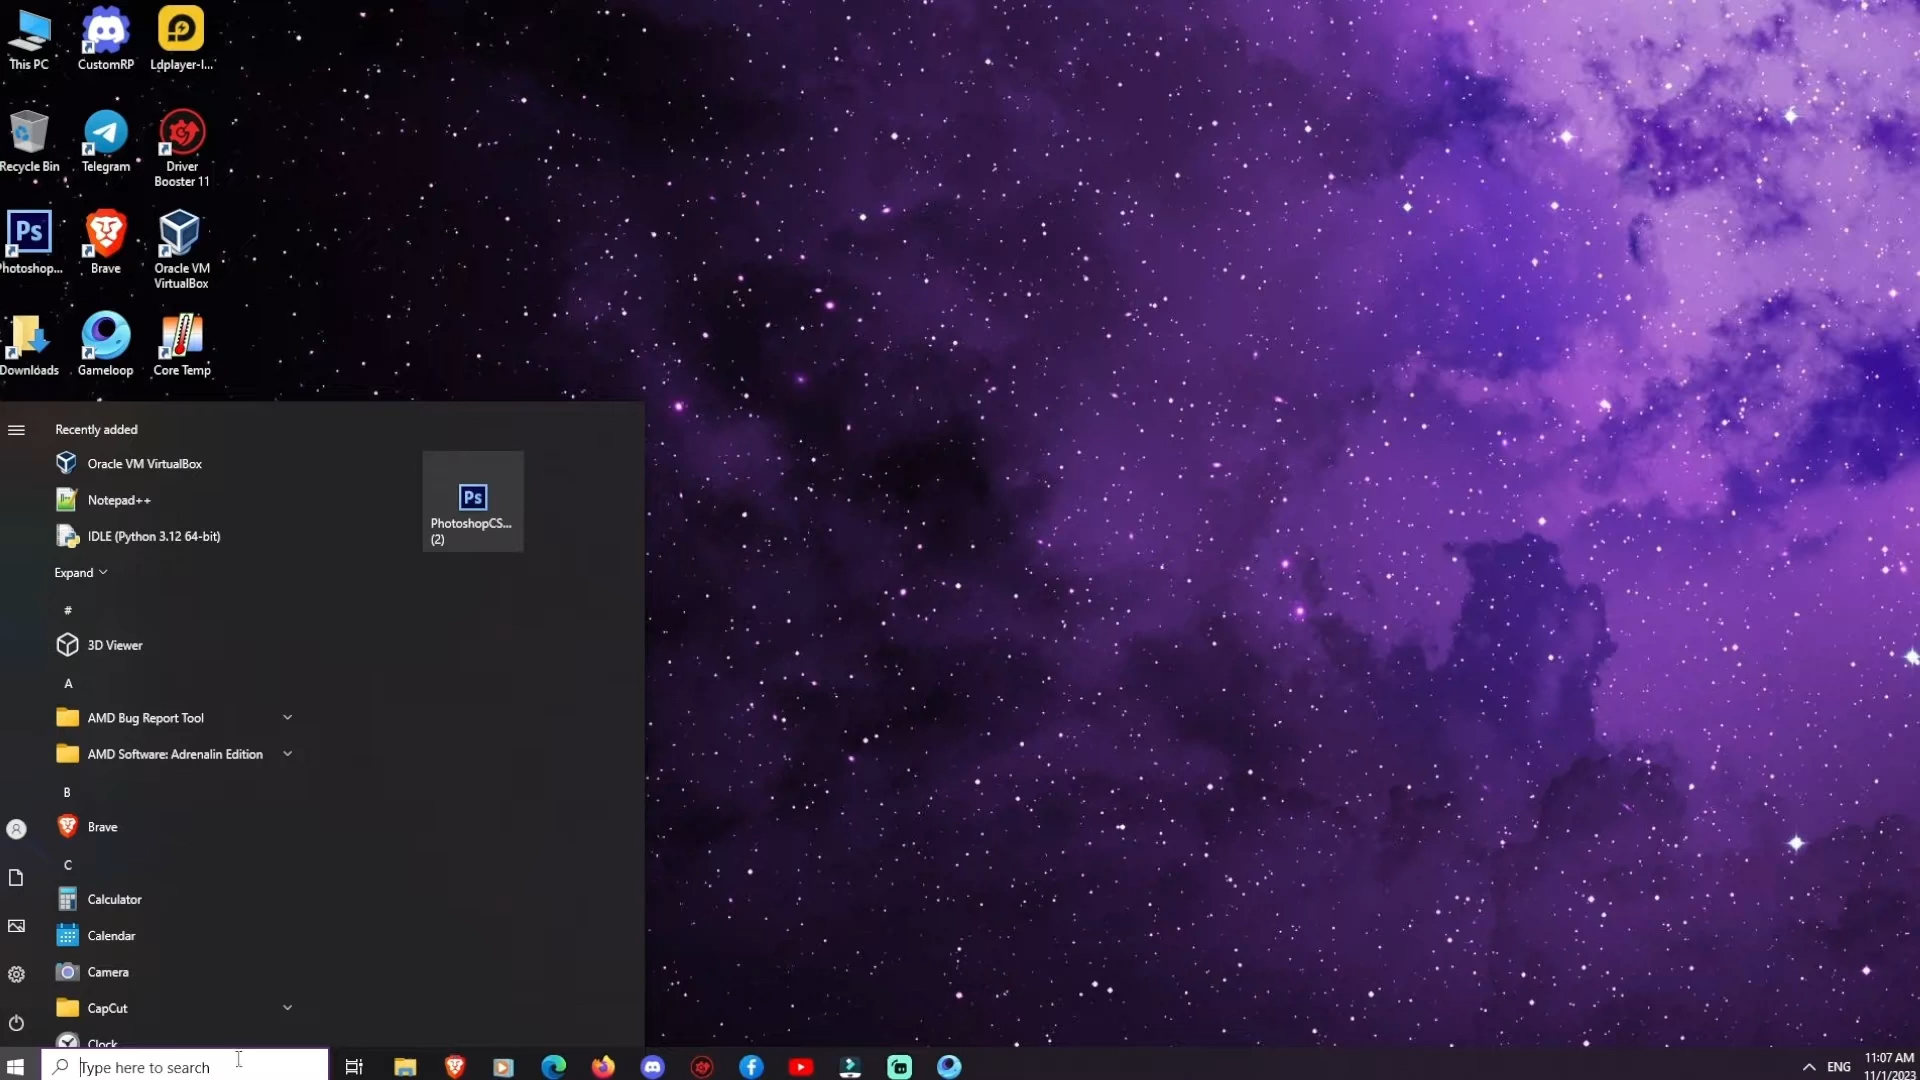 This PC
CustomRP
Ldplayer-I...
Recycle Bin
Telegram
Driver
Booster 11
Ps
Photoshop...
Brave
Oracle VM
VirtualBox
Downloads
Gameloop
Core Temp
Recently added
Oracle VM VirtualBox
Notepad++
IDLE (Python 3.12 64-bit)
Expand
#
3D Viewer
A
AMD Bug Report Tool
AMD Software: Adrenalin Edition
B
Brave
C
Calculator
Calendar
Camera
CapCut
Clock
Ps
PhotoshopCS...
(2)
Type here to search
ENG
11:07 AM
11/1/2023